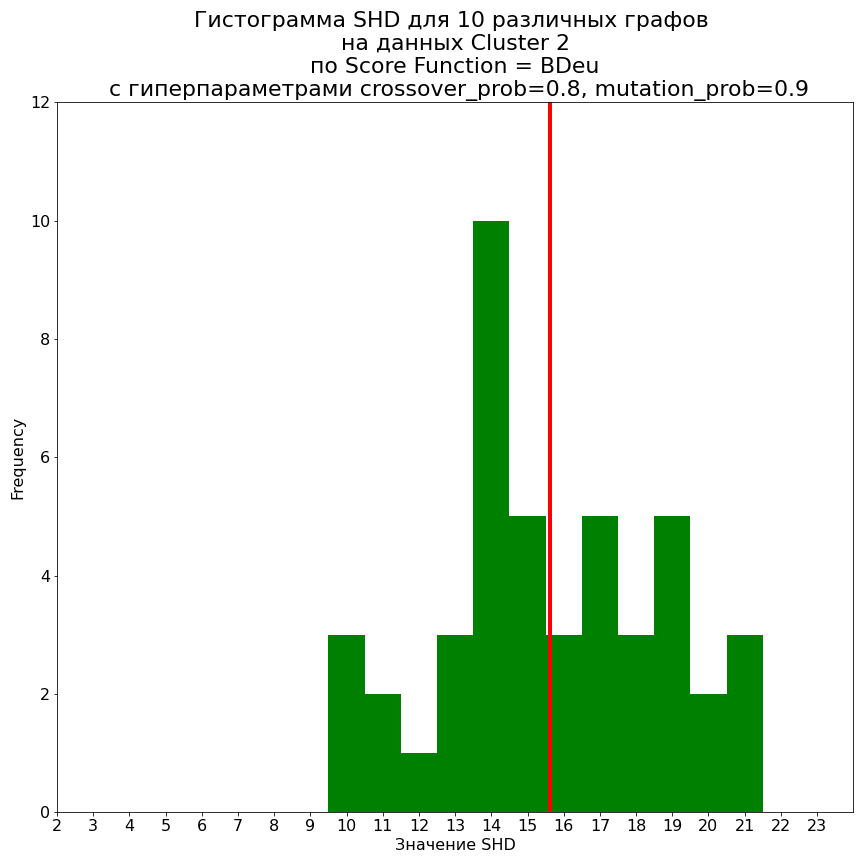 Гистограмма SHD для 10 различных графов
на данных Cluster 2
по Score Function = BDeu
с гиперпараметрами crossover_prob=0.8, mutation_prob=0.9
12
10
8
6
4
2
0
Frequency
2 3 4 5 6 7 8 9 10 11 12 13 14 15 16 17 18 19 20 21 22 23
Значение SHD